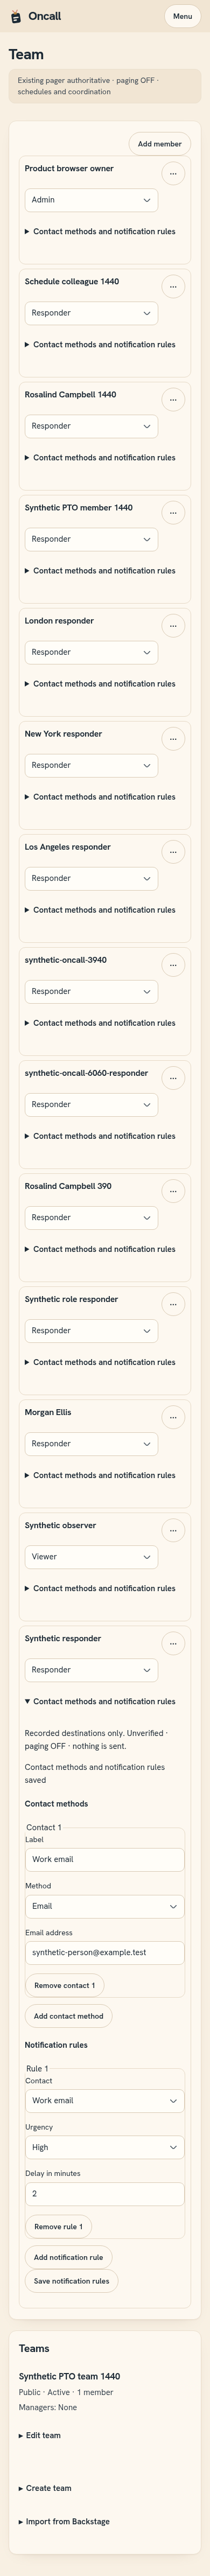 Oncall
Menu
Team
Existing pager authoritative · paging OFF ·
schedules and coordination
Add member
Product browser owner
...
Admin
▶ Contact methods and notification rules
Schedule colleague 1440
...
Responder
▶ Contact methods and notification rules
Rosalind Campbell 1440
...
Responder
▶ Contact methods and notification rules
Synthetic PTO member 1440
...
Responder
▶ Contact methods and notification rules
London responder
...
Responder
▶ Contact methods and notification rules
New York responder
...
Responder
▶ Contact methods and notification rules
Los Angeles responder
...
Responder
▶ Contact methods and notification rules
synthetic-oncall-3940
...
Responder
▶ Contact methods and notification rules
synthetic-oncall-6060-responder
...
Responder
▶ Contact methods and notification rules
Rosalind Campbell 390
...
Responder
▶ Contact methods and notification rules
Synthetic role responder
...
Responder
▶ Contact methods and notification rules
Morgan Ellis
...
Responder
▶ Contact methods and notification rules
Synthetic observer
...
Viewer
▶ Contact methods and notification rules
Synthetic responder
...
Responder
▼ Contact methods and notification rules
Recorded destinations only. Unverified ·
paging OFF · nothing is sent.
Contact methods and notification rules
saved
Contact methods
Contact 1
Label
Work email
Method
Email
Email address
synthetic-person@example.test
Remove contact 1
Add contact method
Notification rules
Rule 1
Contact
Work email
Urgency
High
Delay in minutes
2
Remove rule 1
Add notification rule
Save notification rules
Teams
Synthetic PTO team 1440
Public · Active · 1 member
Managers: None
▶ Edit team
▶ Create team
▶ Import from Backstage